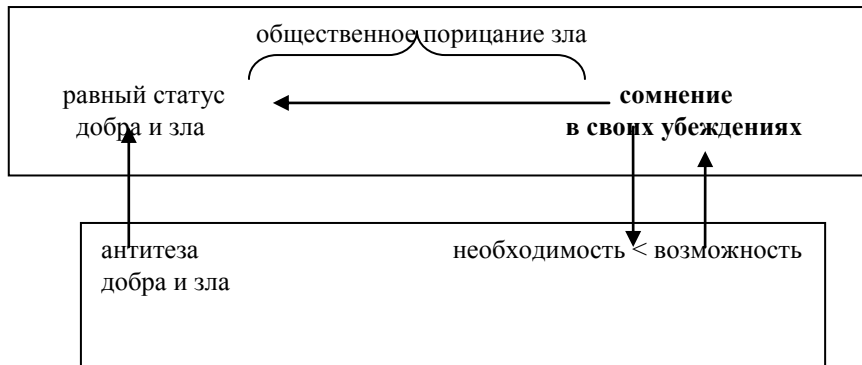 общественное порицание зла
равный статус
добра и зла
сомнение
в своих убеждениях
антитеза
добра и зла
необходимость < возможность